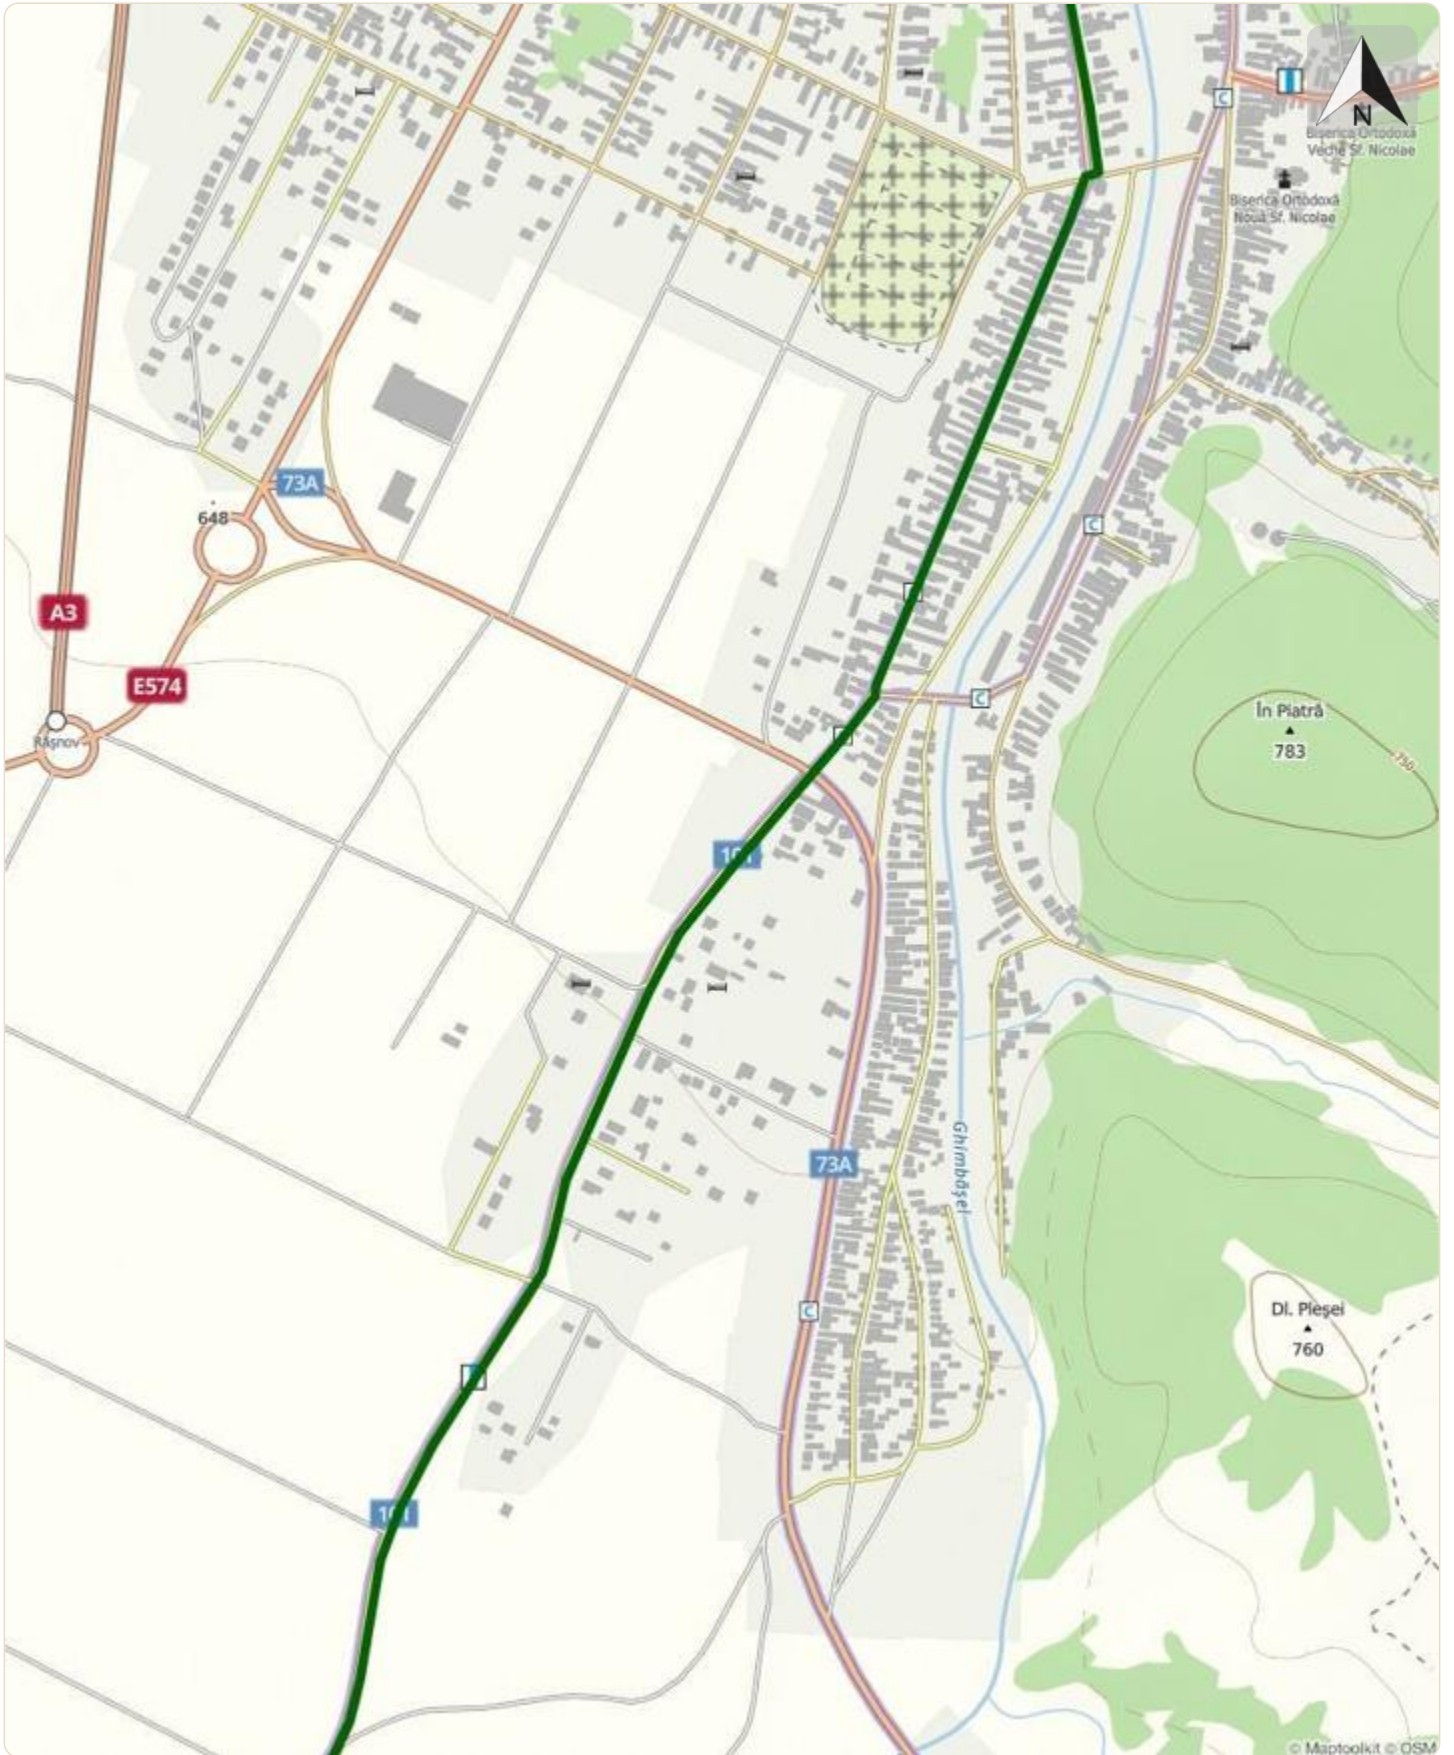 N
C
Biserica Ortodoxă
Veche Sf. Nicolae
Biserica Ortodoxă
Nouă Sf. Nicolae
73A
648
C
A3
E574
C
În Piatră
783
750
Râșnov
73A
Ghimbășel
C
Dl. Pleșei
760
© Maptoolkit © OSM